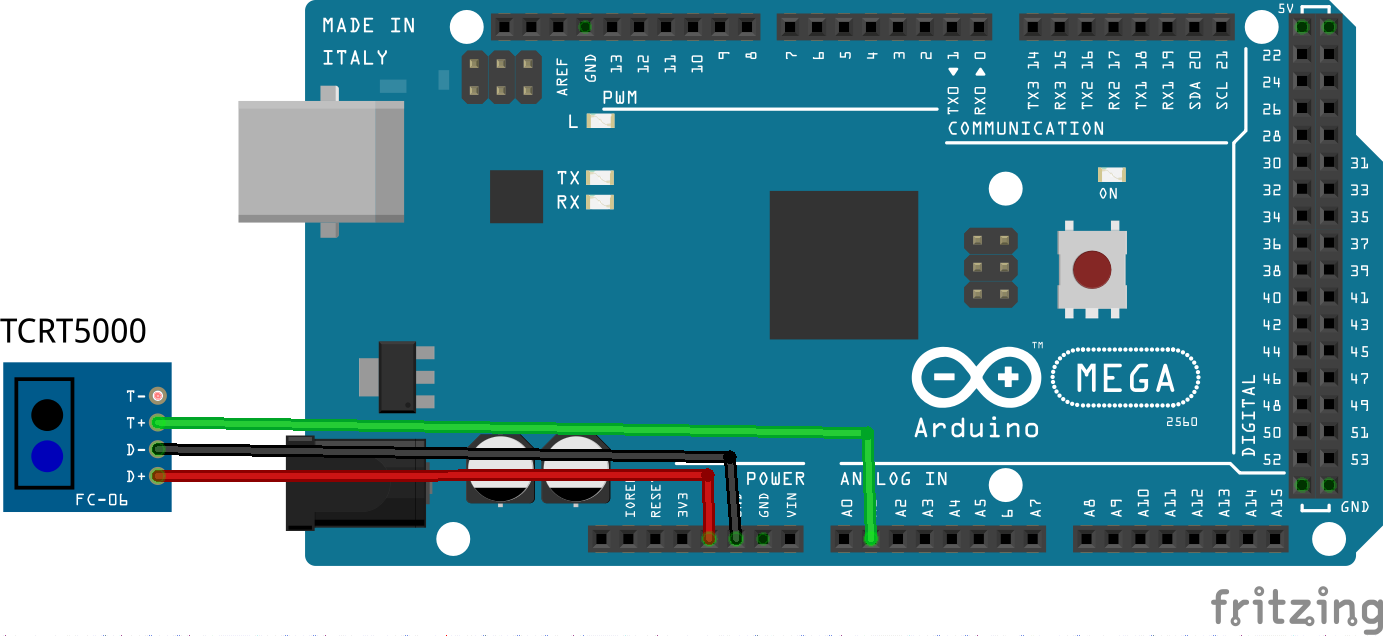 MADE IN
ITALY
AREF
GND
13
12
11
10
9
8
7
6
5
4
3
2
TX0 ◄ 1
RX0 ► 0
TX3 14
RX3 15
TX2 16
RX2 17
TX1 18
RX1 19
SDA 20
SCL 21
PWM
COMMUNICATION
L
TX
RX
ON
5V
22
24
26
28
30 31
32 33
34 35
36 37
38 39
40 41
42 43
44 45
46 47
48 49
50 51
52 53
GND
DIGITAL
TCRT5000
T-
T+
D-
D+
FC-06
TM
MEGA
2560
Arduino
POWER
ANALOG IN
RESET
3V3
GND
VIN
A0
A2
A3
A4
A5
6
A7
A8
A9
A10
A11
A12
A13
A14
A15
fritzing